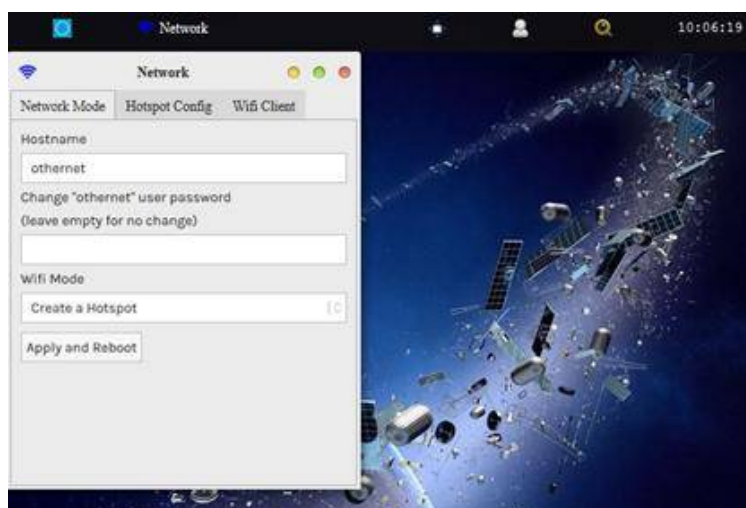 Network
10:06:19
Network
Network Mode Hotspot Config Wifi Client
Hostname
othernet
Change "othernet" user password
(leave empty for no change)
Wifi Mode
Create a Hotspot
Apply and Reboot